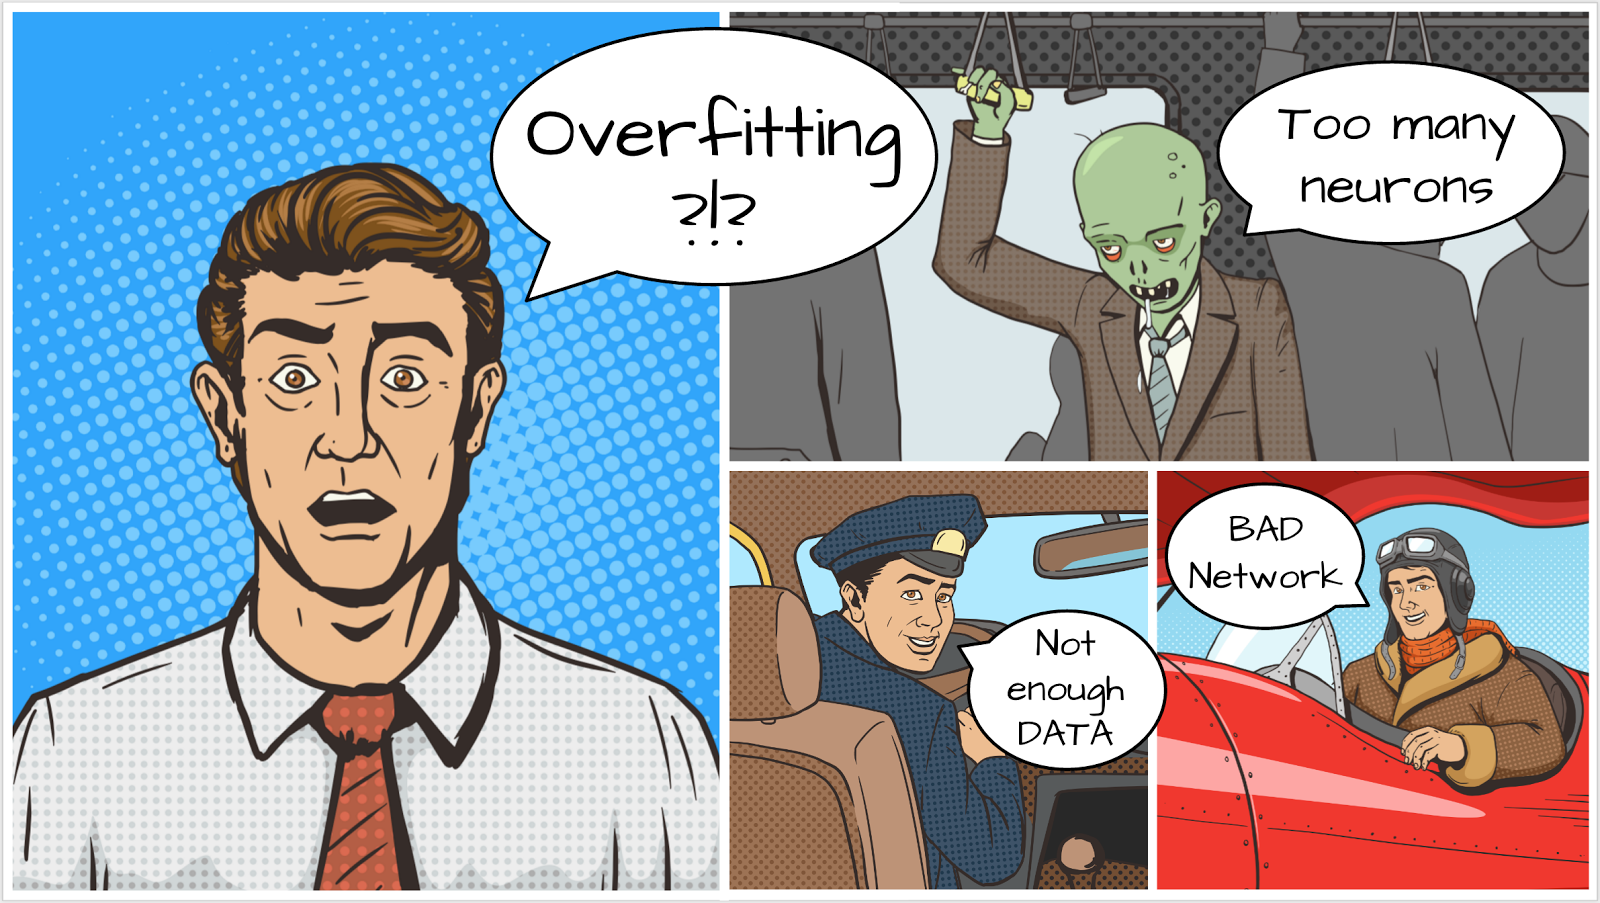 Overfitting
?!?
Too many
neurons
Not
enough
DATA
BAD
Network